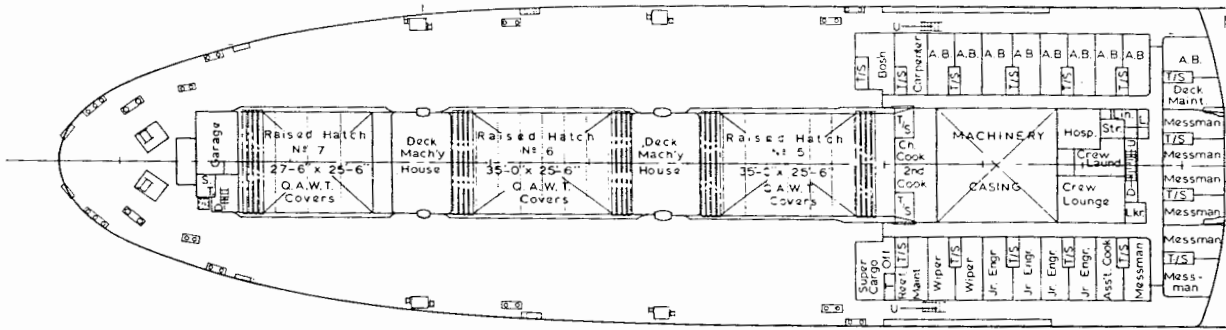 U
T/S
Bosn
T/S
Carpenter
A.B.
A.B.
A.B.
A.B.
A.B.
A.B.
A.B.
A.B.
T/S
T/S
T/S
T/S
A.B.
T/S
Deck
Maint
Garage
S
T
D
Raised Hatch
Nº 7
27-6" x 25-6"
Q.A.W.T.
Covers
Deck
Mach'y
House
Raised Hatch
Nº 6
35-0" x 25-6"
Q.A.W.T.
Covers
Deck
Mach'y
House
Raised Hatch
Nº 5
35-0" x 25-6"
Q.A.W.T.
Covers
T/S
Ch.
Cook
2nd
Cook
T/S
MACHINERY
CASING
Hosp.
Str.
Lin.
L
Crew
Laund.
U
D
Crew
Lounge
Lkr.
Messman
T/S
Messman
Messman
T/S
Messman
Messman
T/S
Mess-
man
Super
Cargo
Off
T
T/S
Reef
Maint
Wiper
T/S
Wiper
Jr. Engr.
T/S
Jr. Engr.
Jr. Engr.
T/S
Jr. Engr.
Ass't. Cook
T/S
Messman
U